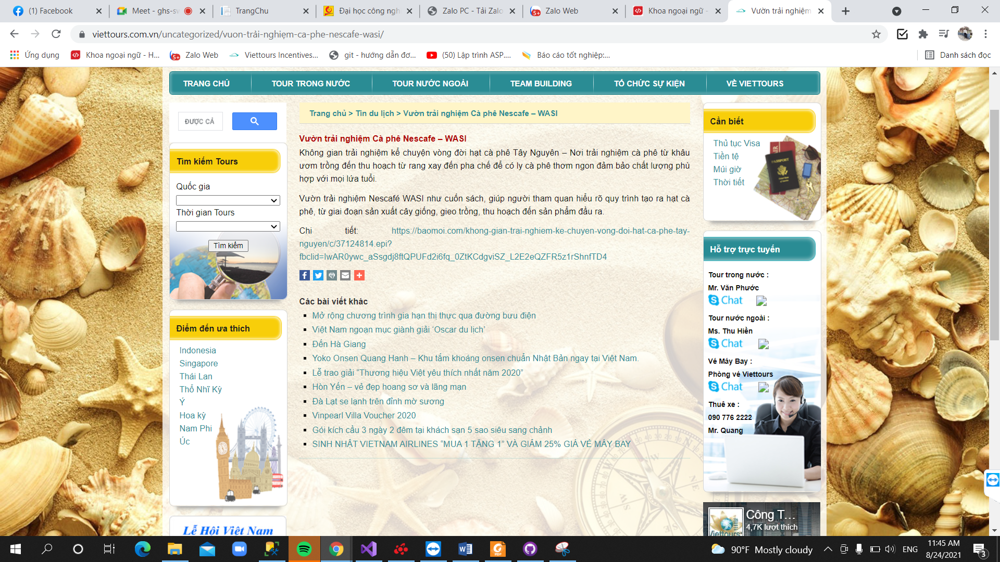 (1) Facebook
Meet - ghs-sw
TrangChu
Đại học công ngh
Zalo PC - Tải Zalo
Zalo Web
Khoa ngoại ngữ -
Vườn trải nghiệm
viettours.com.vn/uncategorized/vuon-trải-nghiệm-ca-phe-nescafe-wasi/
Ứng dụng
Khoa ngoại ngữ - H...
Zalo Web
Viettours Incentives...
git - hướng dẫn đơ...
(50) Lập trình ASP....
Báo cáo tốt nghiệp:...
Danh sách đọc
TRANG CHỦ
TOUR TRONG NƯỚC
TOUR NƯỚC NGOÀI
TEAM BUILDING
TỔ CHỨC SỰ KIỆN
VỀ VIETTOURS
ĐƯỢC CẢ
Tìm kiếm Tours
Quốc gia
Thời gian Tours
Tìm kiếm
Điểm đến ưa thích
Indonesia
Singapore
Thái Lan
Thổ Nhĩ Kỳ
Ý
Hoa kỳ
Nam Phi
Úc
Lễ Hội Việt Nam
Trang chủ > Tin du lịch > Vườn trải nghiệm Cà phê Nescafe – WASI
Vườn trải nghiệm Cà phê Nescafe – WASI
Không gian trải nghiệm kể chuyện vòng đời hạt cà phê Tây Nguyên – Nơi trải nghiệm cà phê từ khâu
ươm trồng đến thu hoạch từ rang xay đến pha chế để có ly cà phê thơm ngon đảm bảo chất lượng phù
hợp với mọi lứa tuổi.
Vườn trải nghiệm Nescafé WASI như cuốn sách, giúp người tham quan hiểu rõ quy trình tạo ra hạt cà
phê, từ giai đoạn sản xuất cây giống, gieo trồng, thu hoạch đến sản phẩm đầu ra.
Chi tiết: https://baomoi.com/khong-gian-trai-nghiem-ke-chuyen-vong-doi-hat-ca-phe-tay-
nguyen/c/37124814.epi?
fbclid=IwAR0ywc_aSsgdj8ftQPUFd2i6fq_0ZtKCdgviSZ_L2E2eQZFR5z1rShnfTD4
Các bài viết khác
Mở rộng chương trình gia hạn thị thực qua đường bưu điện
Việt Nam ngoạn mục giành giải ‘Oscar du lịch’
Đến Hà Giang
Yoko Onsen Quang Hanh – Khu tắm khoáng onsen chuẩn Nhật Bản ngay tại Việt Nam.
Lễ trao giải “Thương hiệu Việt yêu thích nhất năm 2020”
Hòn Yến – vẻ đẹp hoang sơ và lãng mạn
Đà Lạt se lạnh trên đỉnh mờ sương
Vinpearl Villa Voucher 2020
Gói kích cầu 3 ngày 2 đêm tại khách sạn 5 sao siêu sang chảnh
SINH NHẬT VIETNAM AIRLINES “MUA 1 TẶNG 1” VÀ GIẢM 25% GIÁ VÉ MÁY BAY
Cần biết
Thủ tục Visa
Tiền tệ
Múi giờ
Thời tiết
PASSPORT
Hỗ trợ trực tuyến
Tour trong nước :
Mr. Văn Phước
Chat
Tour nước ngoài :
Ms. Thu Hiền
Chat
Vé Máy Bay :
Phòng vé Viettours
Chat
Thuê xe :
090 776 2222
Mr. Quang
Công T...
4,7K lượt thích
Viettours
90°F Mostly cloudy
ENG
11:45 AM
8/24/2021
3